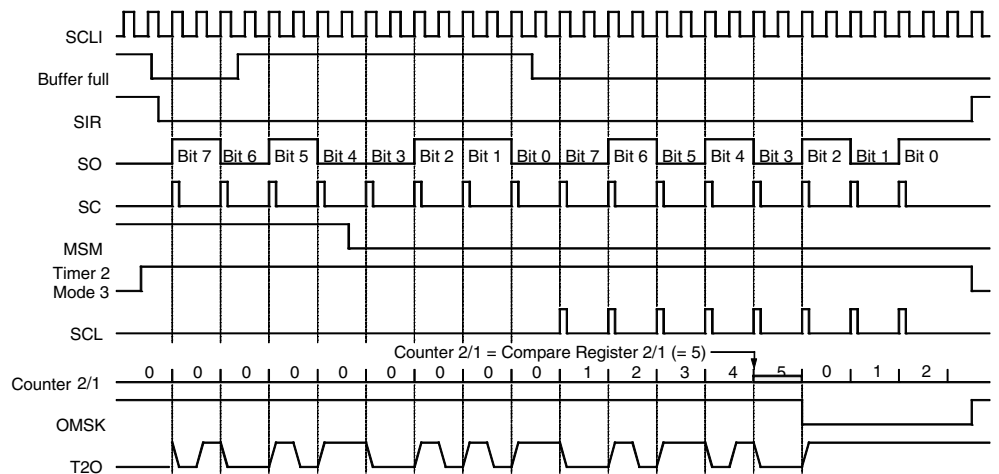 SCLI
Buffer full
SIR
SO
Bit 7 Bit 6 Bit 5 Bit 4 Bit 3 Bit 2 Bit 1 Bit 0 Bit 7 Bit 6 Bit 5 Bit 4 Bit 3 Bit 2 Bit 1 Bit 0
SC
MSM
Timer 2
Mode 3
SCL
Counter 2/1 = Compare Register 2/1 (= 5)
Counter 2/1
0 0 0 0 0 0 0 0 0 1 2 3 4 5 0 1 2
OMSK
T2O